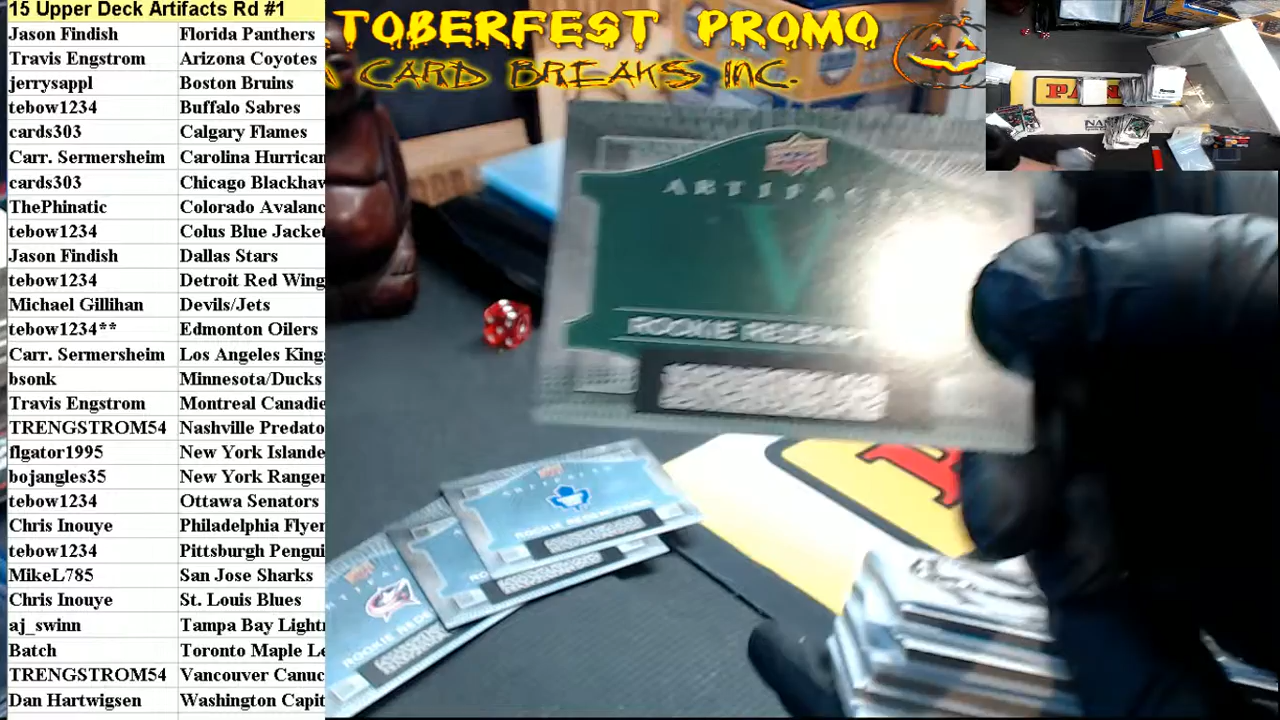 15 Upper Deck Artifacts Rd #1
Jason Findish Florida Panthers
Travis Engstrom Arizona Coyotes
jerrysappl Boston Bruins
tebow1234 Buffalo Sabres
cards303 Calgary Flames
Carr. Sermersheim Carolina Hurrican
cards303 Chicago Blackhav
ThePhinatic Colorado Avalanc
tebow1234 Colus Blue Jacket
Jason Findish Dallas Stars
tebow1234 Detroit Red Wing
Michael Gillihan Devils/Jets
tebow1234** Edmonton Oilers
Carr. Sermersheim Los Angeles Kings
bsonk Minnesota/Ducks
Travis Engstrom Montreal Canadie
TRENGSTROM54 Nashville Predato
flgator1995 New York Islande
bojangles35 New York Ranger
tebow1234 Ottawa Senators
Chris Inouye Philadelphia Flyer
tebow1234 Pittsburgh Pengui
MikeL785 San Jose Sharks
Chris Inouye St. Louis Blues
aj_swinn Tampa Bay Lightr
Batch Toronto Maple Le
TRENGSTROM54 Vancouver Canuc
Dan Hartwigsen Washington Capit
TOBERFEST PROMO
CARD BREAKS INC.
ARTIFAC
V
ROOKIE REDEM